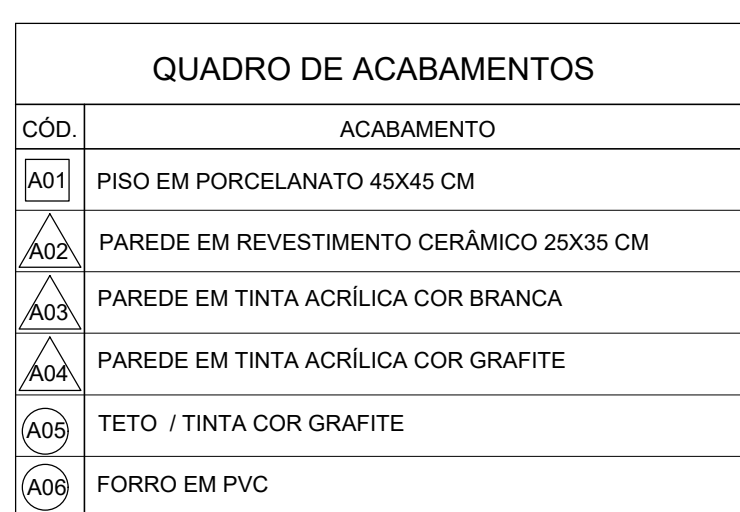 QUADRO DE ACABAMENTOS
CÓD. ACABAMENTO
A01 PISO EM PORCELANATO 45X45 CM
A02 PAREDE EM REVESTIMENTO CERÂMICO 25X35 CM
A03 PAREDE EM TINTA ACRÍLICA COR BRANCA
A04 PAREDE EM TINTA ACRÍLICA COR GRAFITE
A05 TETO / TINTA COR GRAFITE
A06 FORRO EM PVC